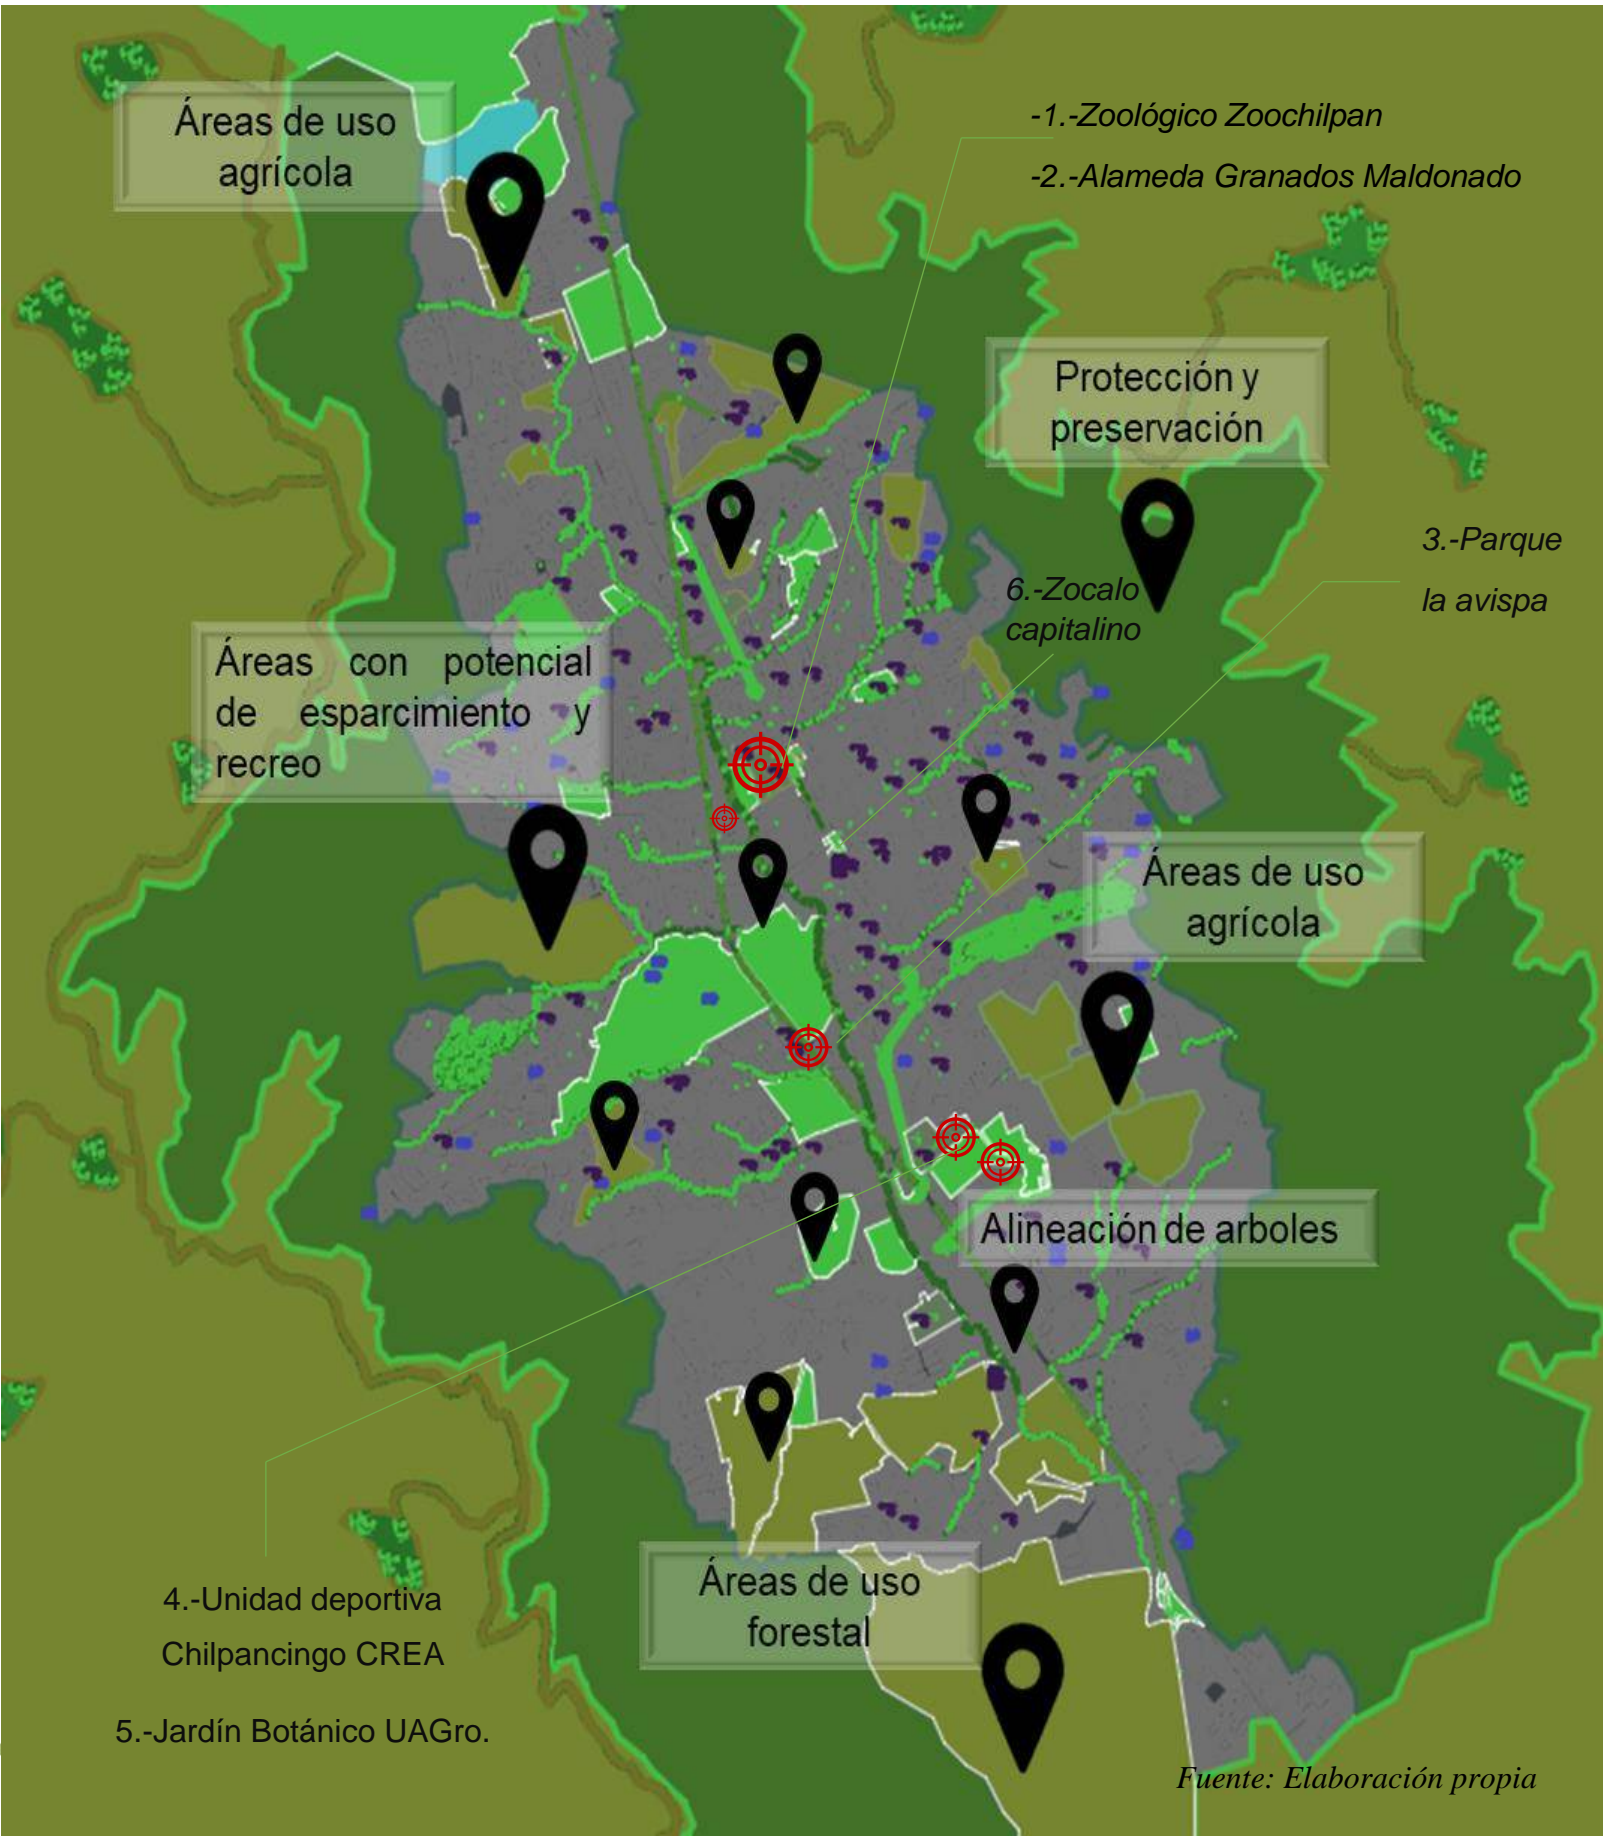 Áreas de uso
agrícola
-1.-Zoológico Zoochilpan
-2.-Alameda Granados Maldonado
Protección y
preservación
3.-Parque
la avispa
6.-Zocalo
capitalino
Áreas con potencial
de esparcimiento y
recreo
Áreas de uso
agrícola
Alineación de arboles
Áreas de uso
forestal
4.-Unidad deportiva
Chilpancingo CREA
5.-Jardín Botánico UAGro.
Fuente: Elaboración propia